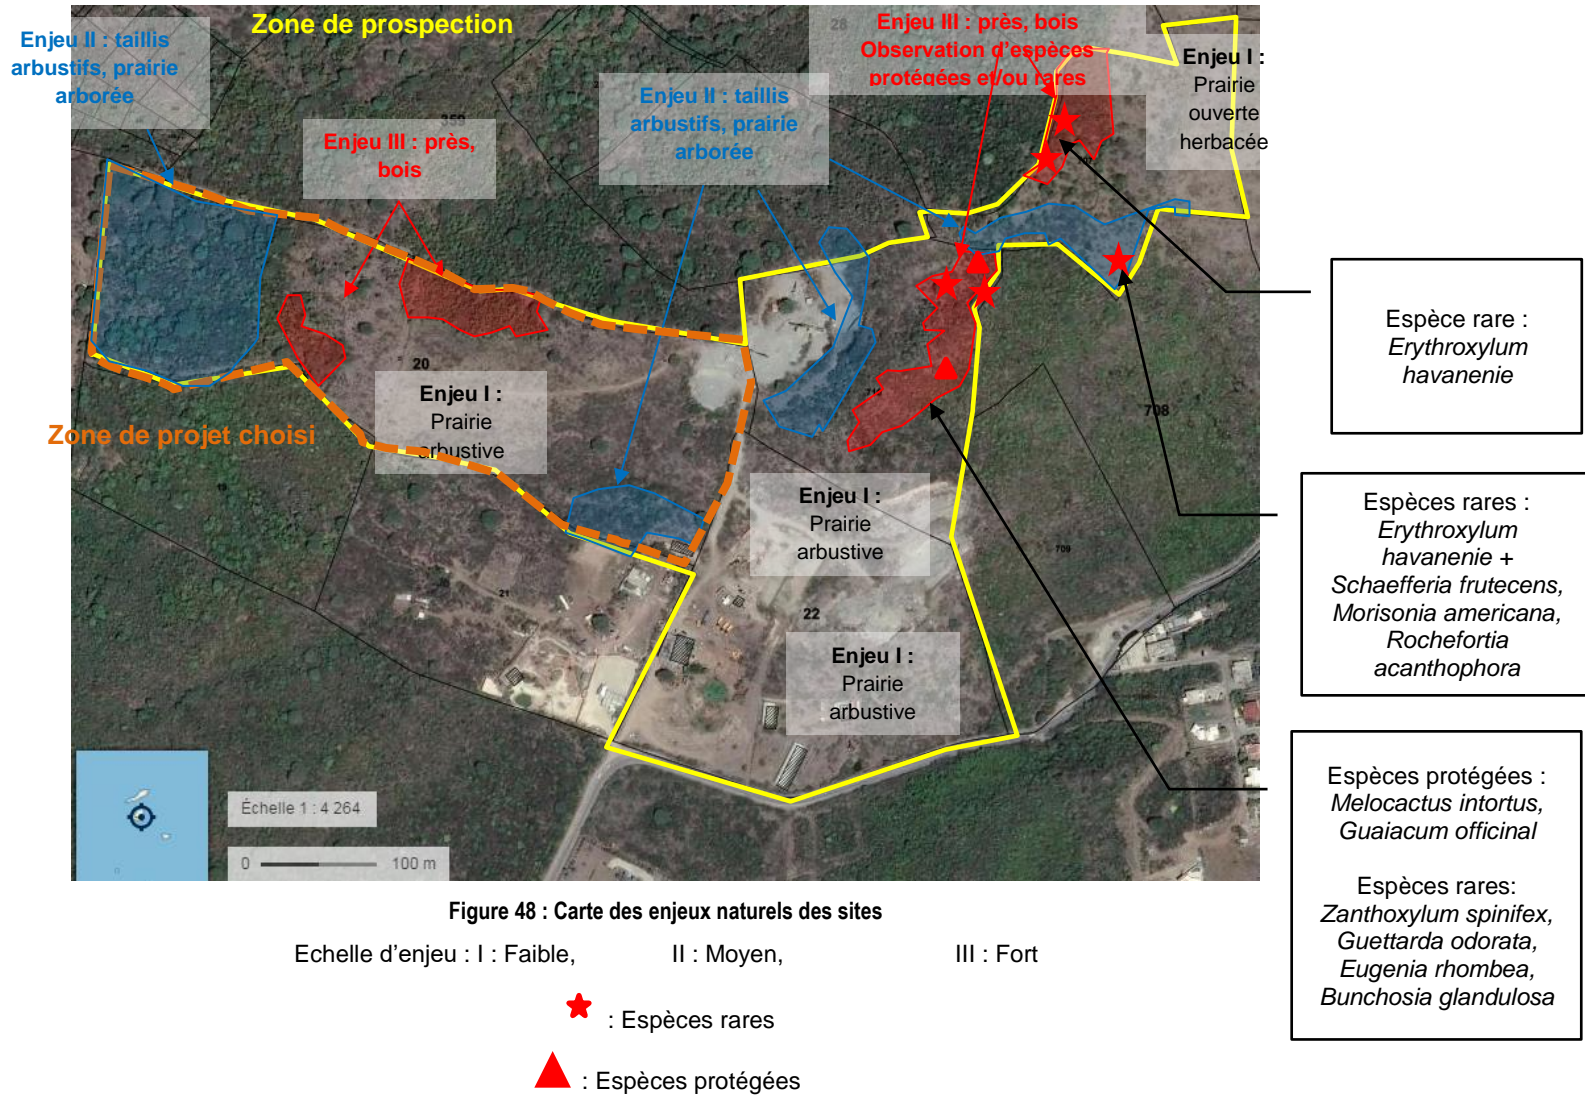 Zone de prospection
Enjeu II : taillis
arbustifs, prairie
arborée
Enjeu III : près,
bois
Enjeu II : taillis
arbustifs, prairie
arborée
Enjeu III : près, bois
Observation d'espèces
protégées et/ou rares
Enjeu I :
Prairie
ouverte
herbacée
28
359
20
Enjeu I :
Prairie
arbustive
Zone de projet choisi
708
Enjeu I :
Prairie
arbustive
709
21
22
Enjeu I :
Prairie
arbustive
Espèce rare :
Erythroxylum
havanenie
Espèces rares :
Erythroxylum
havanenie +
Schaefferia frutecens,
Morisonia americana,
Rochefortia
acanthophora
Espèces protégées :
Melocactus intortus,
Guaiacum officinal
Espèces rares:
Zanthoxylum spinifex,
Guettarda odorata,
Eugenia rhombea,
Bunchosia glandulosa
Échelle 1 : 4 264
0 100 m
Figure 48 : Carte des enjeux naturels des sites
Echelle d'enjeu : I : Faible, II : Moyen, III : Fort
: Espèces rares
: Espèces protégées